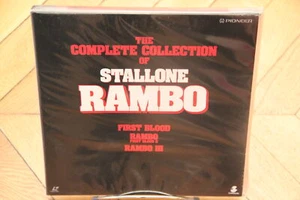 PIONEER
THE
COMPLETE COLLECTION
OF
STALLONE
RAMBO
FIRST BLOOD
RAMBO
RAMBO III